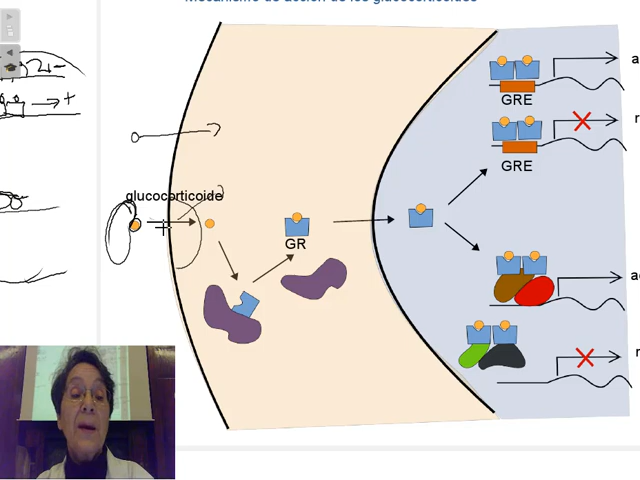 Mecanismo de acción de los glucocorticoides
a
GRE
r
GRE
glucocorticoide
GR
a
r